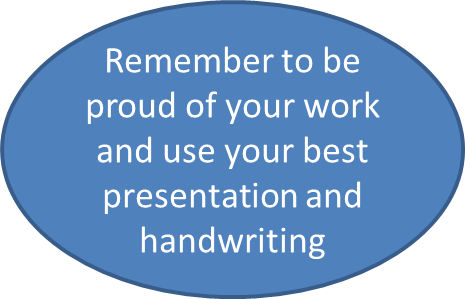 Remember to be
proud of your work
and use your best
presentation and
handwriting